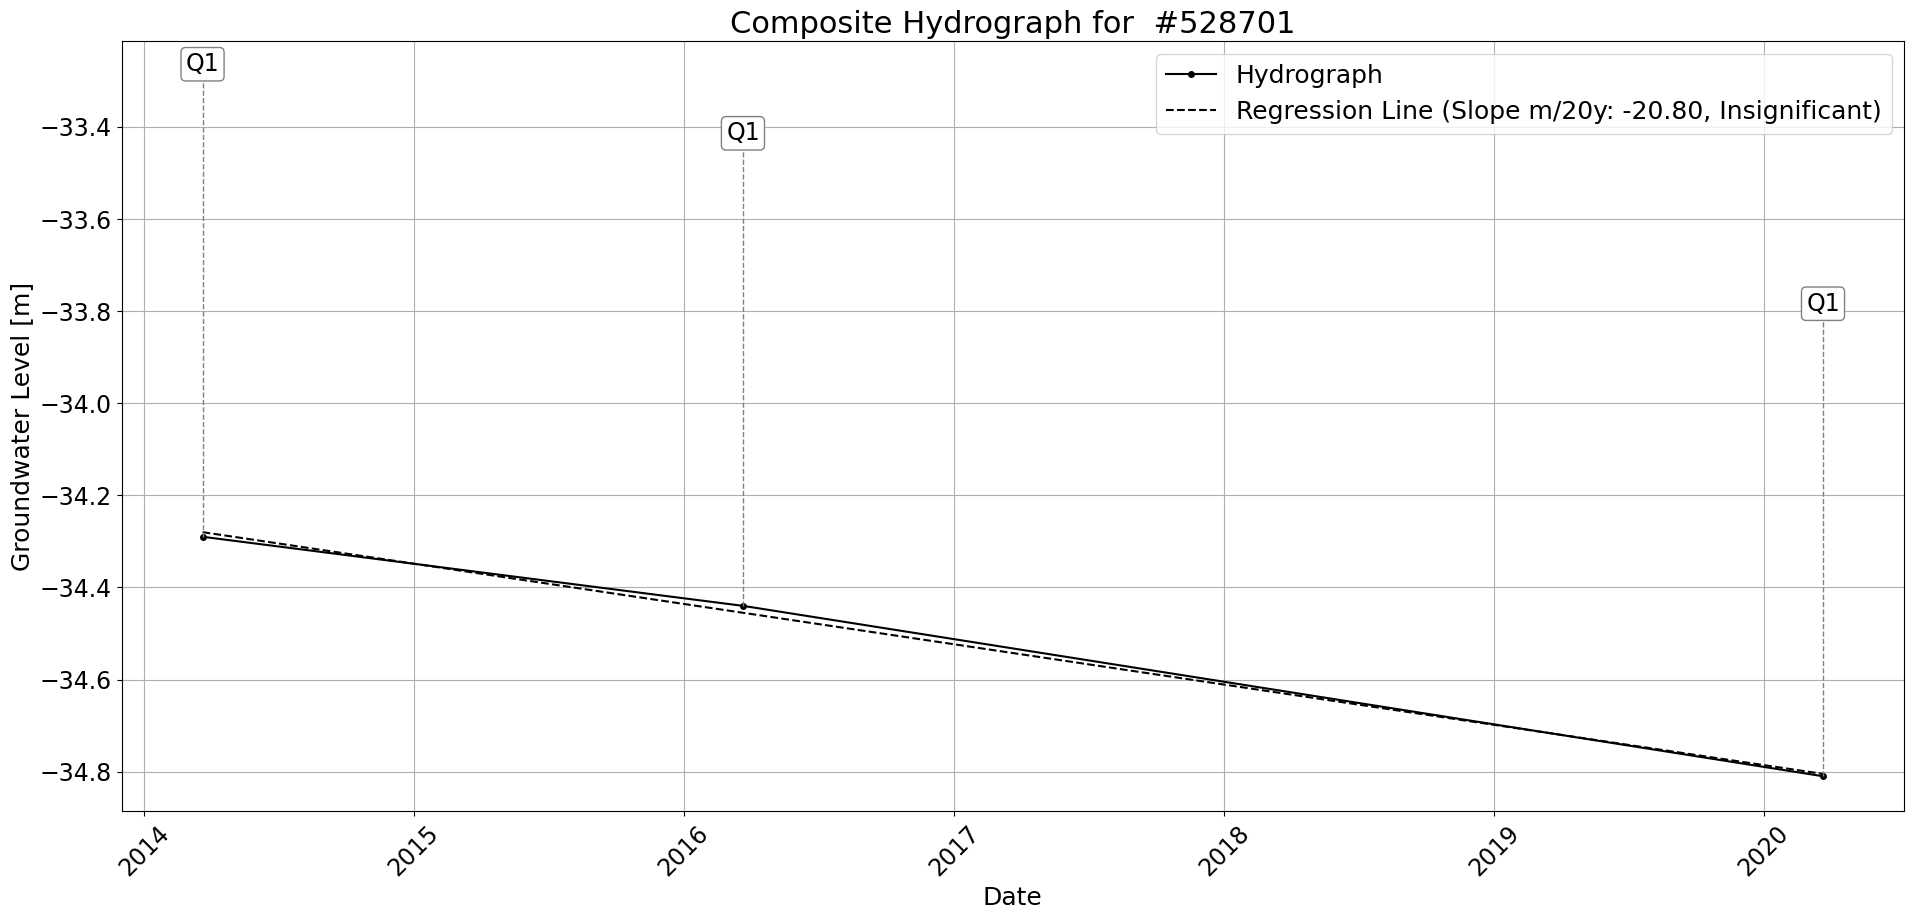 Composite Hydrograph for  #528701
Q1
Q1
Q1
Hydrograph
Regression Line (Slope m/20y: -20.80, Insignificant)
Groundwater Level [m]
−33.4
−33.6
−33.8
−34.0
−34.2
−34.4
−34.6
−34.8
2014
2015
2016
2017
2018
2019
2020
Date